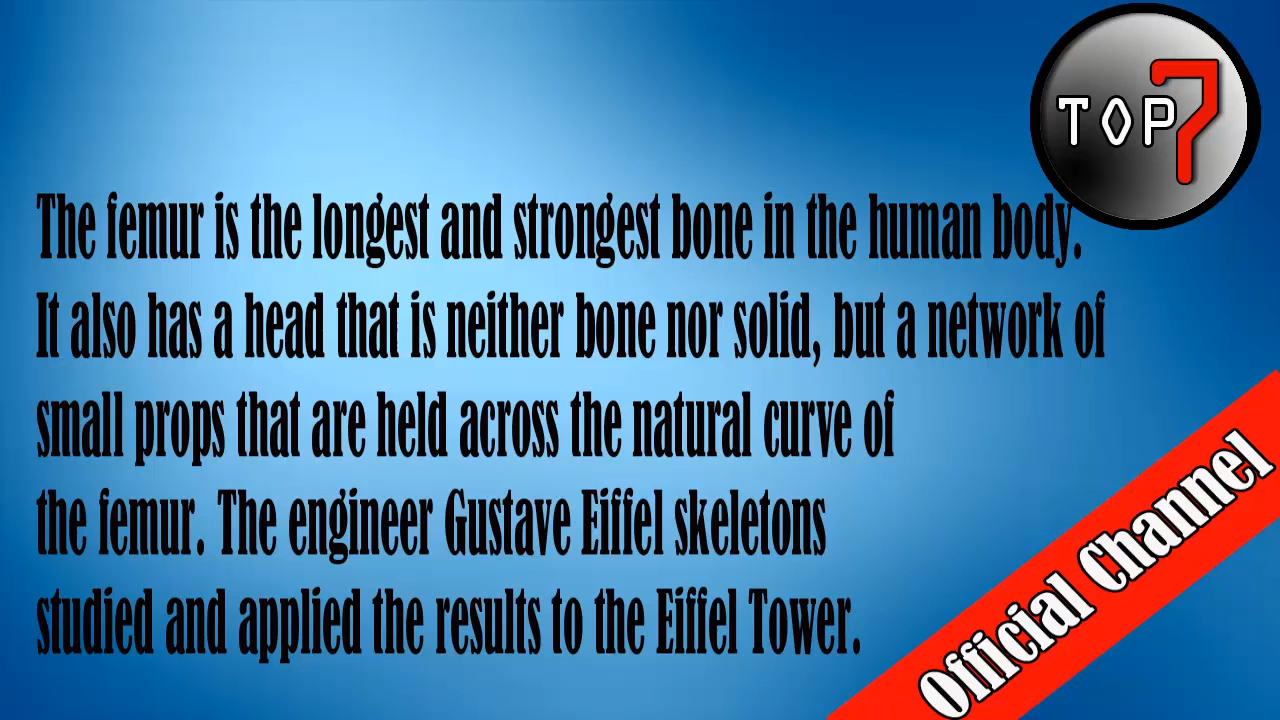 TOP 7
The femur is the longest and strongest bone in the human body.
It also has a head that is neither bone nor solid, but a network of
small props that are held across the natural curve of
the femur. The engineer Gustave Eiffel skeletons
studied and applied the results to the Eiffel Tower.
Official Channel